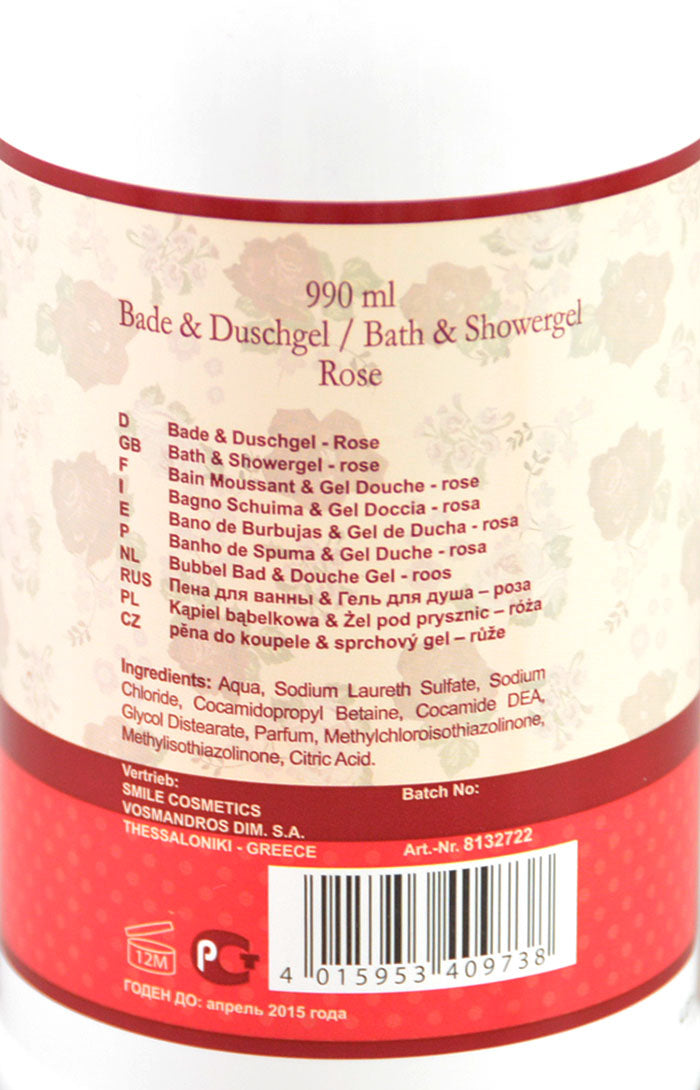 990 ml
Bade & Duschgel / Bath & Showergel
Rose
D Bade & Duschgel - Rose
GB Bath & Showergel - rose
F Bain Moussant & Gel Douche - rose
I Bagno Schuima & Gel Doccia - rosa
E Bano de Burbujas & Gel de Ducha - rosa
P Banho de Spuma & Gel Duche - rosa
NL Bubbel Bad & Douche Gel - roos
RUS Пена для ванны & Гель для душа – роза
PL Kąpiel bąbelkowa & Żel pod prysznic – róża
CZ pěna do koupele & sprchový gel – růže
Ingredients: Aqua, Sodium Laureth Sulfate, Sodium
Chloride, Cocamidopropyl Betaine, Cocamide DEA,
Glycol Distearate, Parfum, Methylchloroisothiazolinone,
Methylisothiazolinone, Citric Acid.
Vertrieb:
SMILE COSMETICS
VOSMANDROS DIM. S.A.
THESSALONIKI - GREECE
Batch No:
Art.-Nr. 8132722
12M
РСТ
4 015953 409738
ГОДЕН ДО: апрель 2015 года